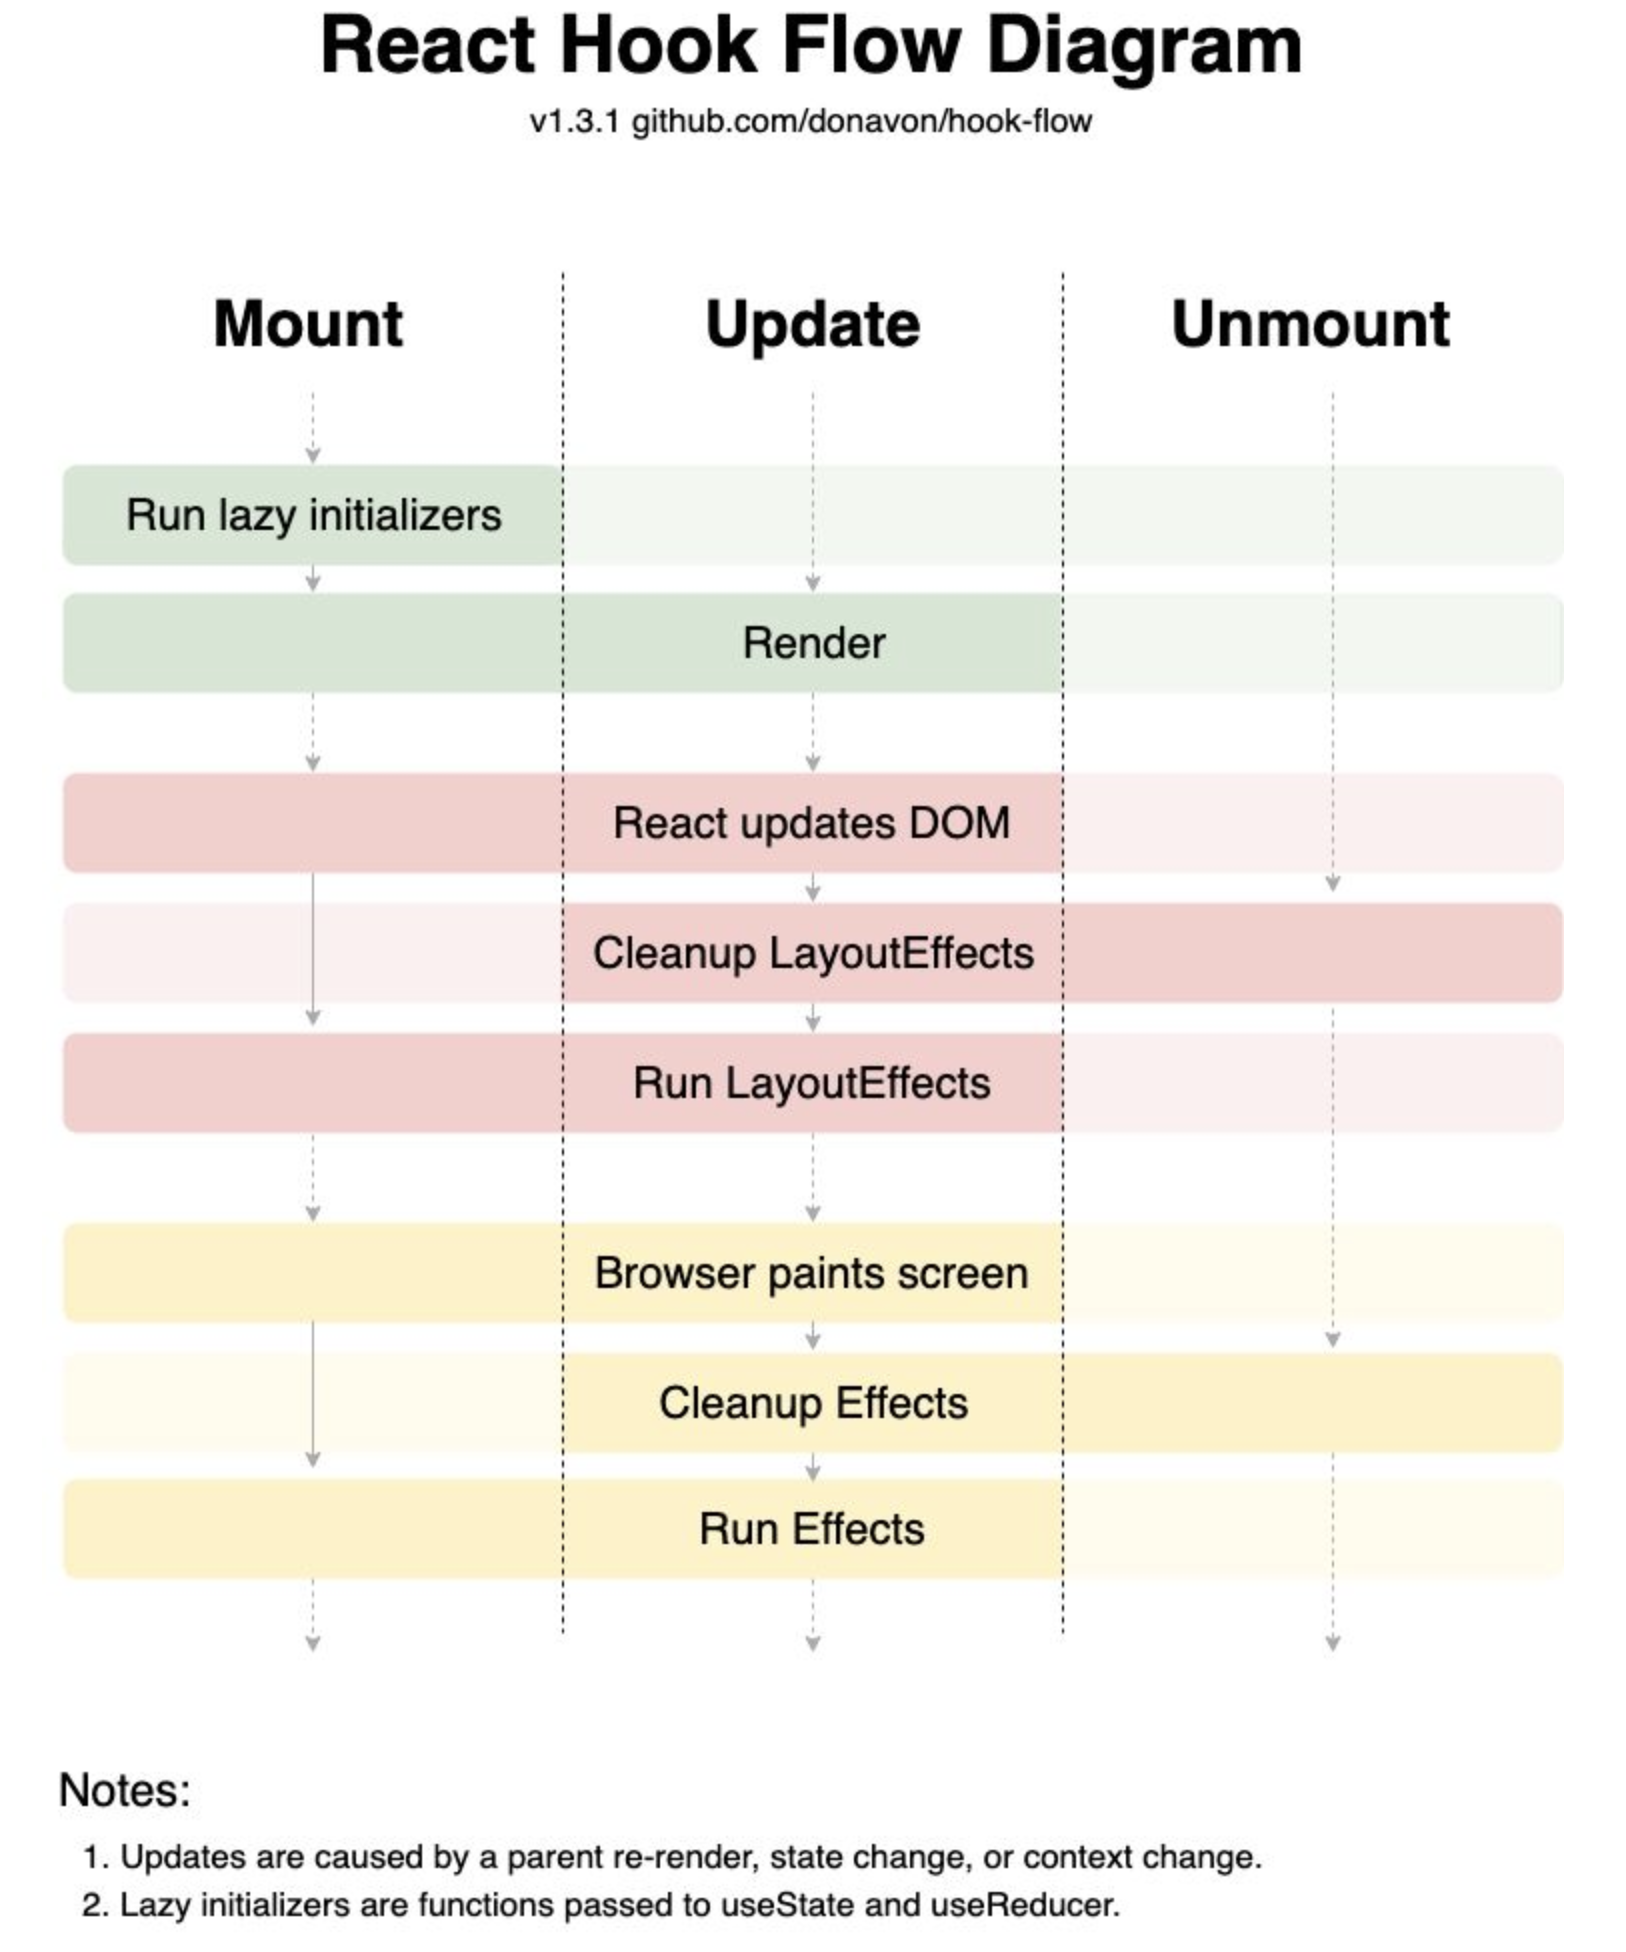 React Hook Flow Diagram
v1.3.1 github.com/donavon/hook-flow
Mount
Update
Unmount
Run lazy initializers
Render
React updates DOM
Cleanup LayoutEffects
Run LayoutEffects
Browser paints screen
Cleanup Effects
Run Effects
Notes:
1. Updates are caused by a parent re-render, state change, or context change.
2. Lazy initializers are functions passed to useState and useReducer.